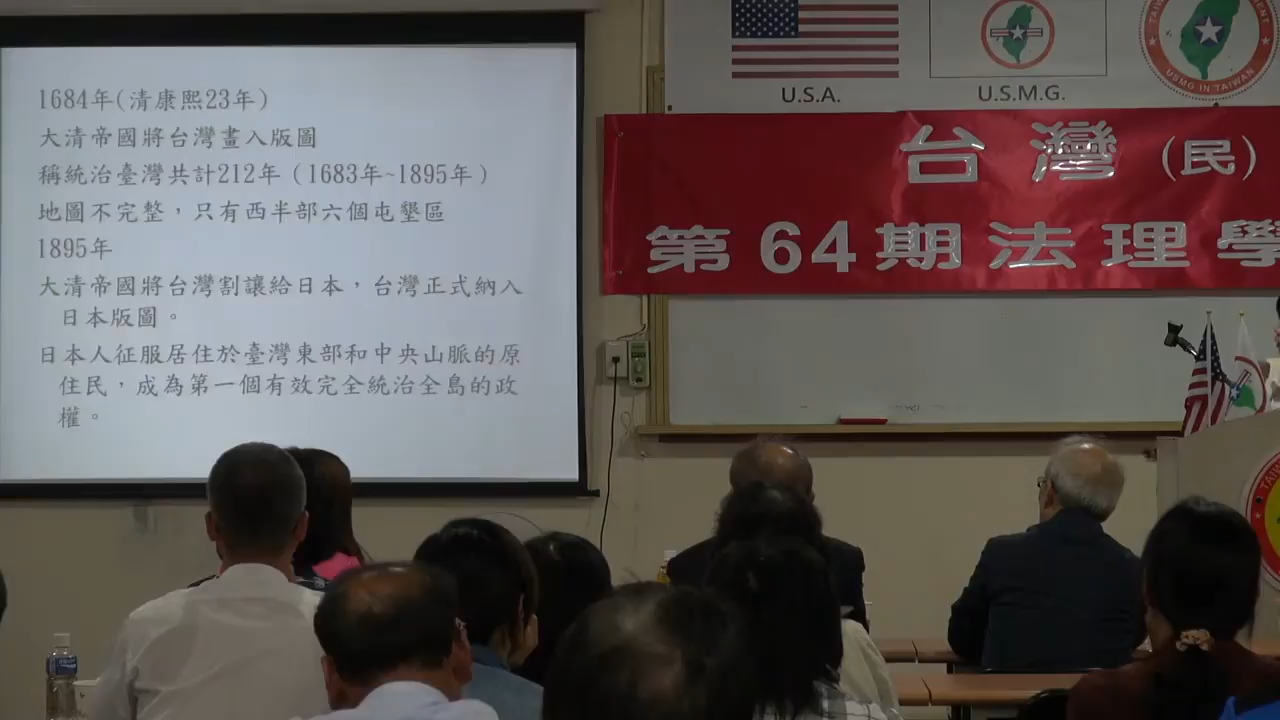 1684年(清康熙23年)
大清帝國將台灣畫入版圖
稱統治臺灣共計212年（1683年~1895年）
地圖不完整，只有西半部六個屯墾區
1895年
大清帝國將台灣割讓給日本，台灣正式納入
日本版圖。
日本人征服居住於臺灣東部和中央山脈的原
住民，成為第一個有效完全統治全島的政
權。
U.S.A.
U.S.M.G.
USMG IN TAIWAN
台灣(民)
第64期法理學